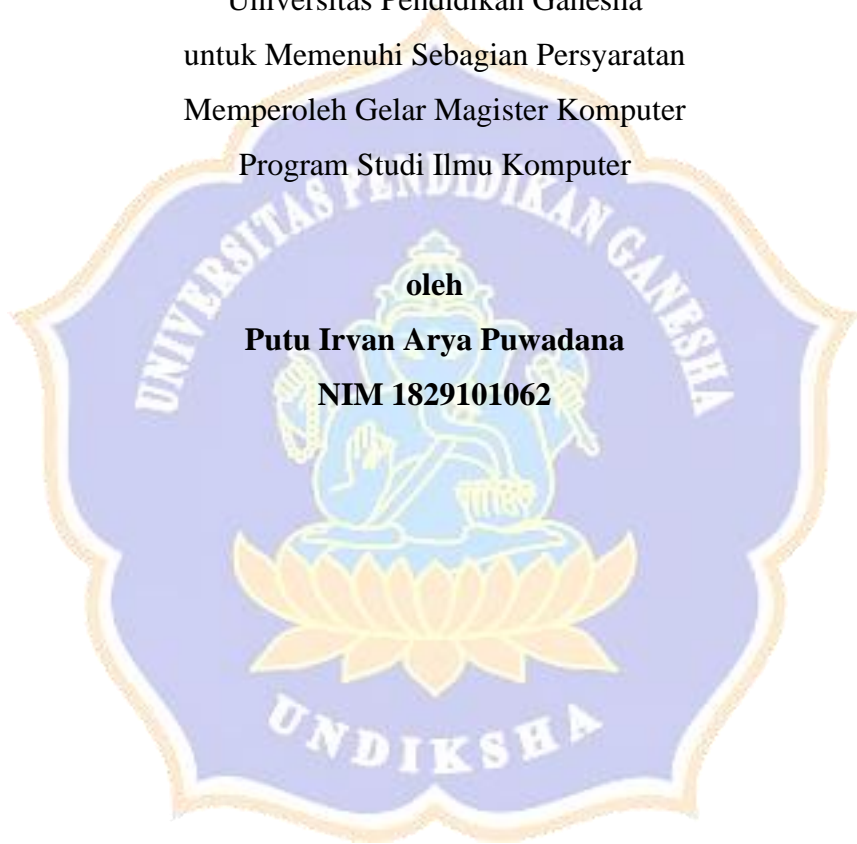 Universitas Pendidikan Ganesha
untuk Memenuhi Sebagian Persyaratan
Memperoleh Gelar Magister Komputer
Program Studi Ilmu Komputer
UNIVERSITAS PENDIDIKAN GANESHA
oleh
Putu Irvan Arya Puwadana
NIM 1829101062
UNDIKSHA